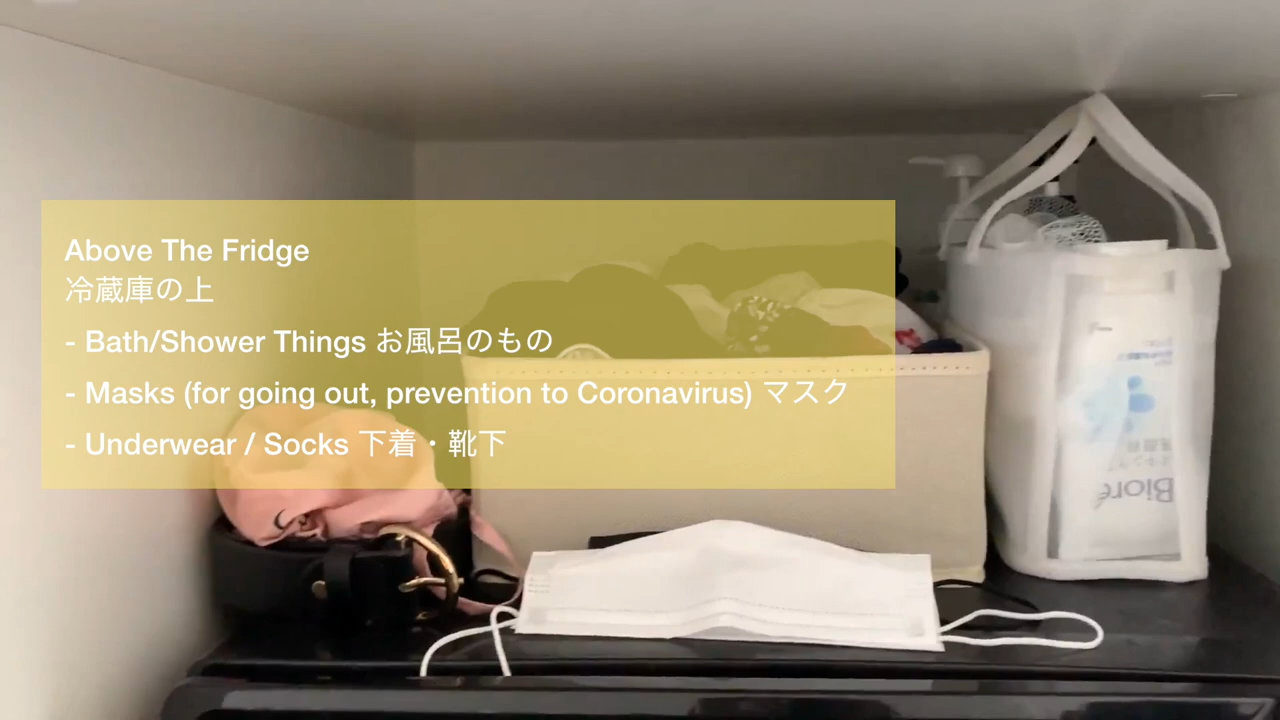 Above The Fridge
冷蔵庫の上
- Bath/Shower Things お風呂のもの
- Masks (for going out, prevention to Coronavirus) マスク
- Underwear / Socks 下着・靴下
Bioré